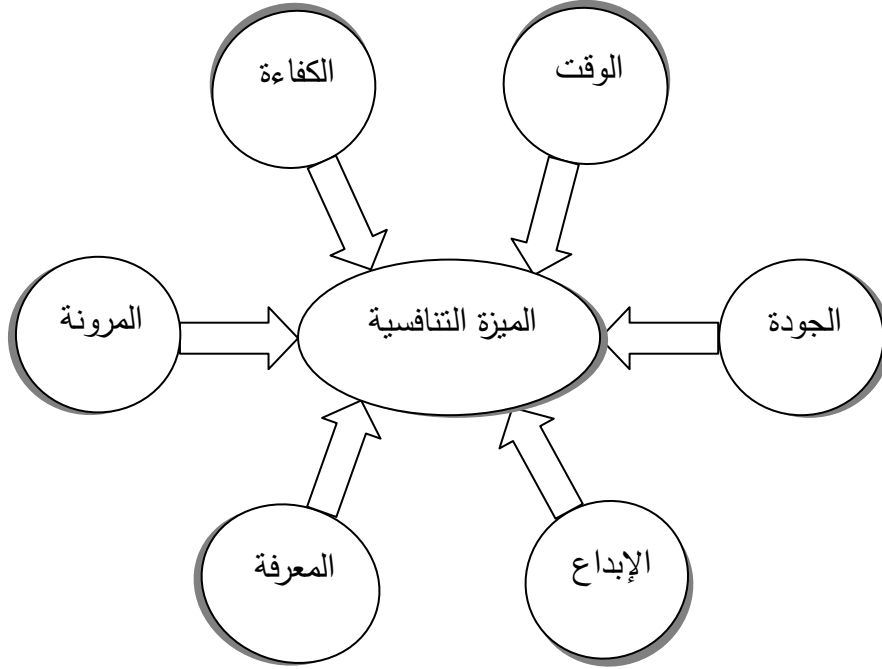 الوقت
الكفاءة
الجودة
الميزة التنافسية
المرونة
الإبداع
المعرفة